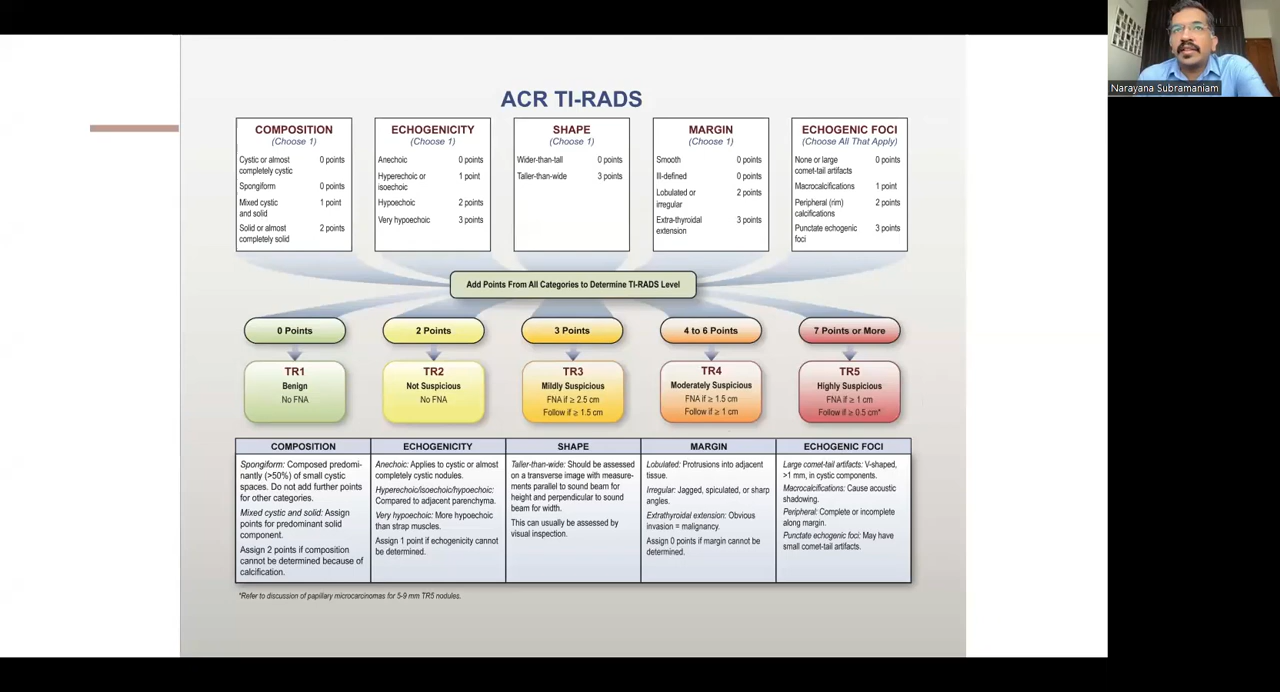 Narayana Subramaniam
ACR TI-RADS
COMPOSITION
(Choose 1)
Cystic or almost 0 points
completely cystic
Spongiform 0 points
Mixed cystic 1 point
and solid
Solid or almost 2 points
completely solid
ECHOGENICITY
(Choose 1)
Anechoic 0 points
Hyperechoic or 1 point
isoechoic
Hypoechoic 2 points
Very hypoechoic 3 points
SHAPE
(Choose 1)
Wider-than-tall 0 points
Taller-than-wide 3 points
MARGIN
(Choose 1)
Smooth 0 points
Ill-defined 0 points
Lobulated or 2 points
irregular
Extra-thyroidal 3 points
extension
ECHOGENIC FOCI
(Choose All That Apply)
None or large 0 points
comet-tail artifacts
Macrocalcifications 1 point
Peripheral (rim) 2 points
calcifications
Punctate echogenic 3 points
foci
Add Points From All Categories to Determine TI-RADS Level
0 Points
2 Points
3 Points
4 to 6 Points
7 Points or More
TR1
Benign
No FNA
TR2
Not Suspicious
No FNA
TR3
Mildly Suspicious
FNA if ≥ 2.5 cm
Follow if ≥ 1.5 cm
TR4
Moderately Suspicious
FNA if ≥ 1.5 cm
Follow if ≥ 1 cm
TR5
Highly Suspicious
FNA if ≥ 1 cm
Follow if ≥ 0.5 cm*
COMPOSITION
Spongiform: Composed predomi-
nantly (>50%) of small cystic
spaces. Do not add further points
for other categories.
Mixed cystic and solid: Assign
points for predominant solid
component.
Assign 2 points if composition
cannot be determined because of
calcification.
ECHOGENICITY
Anechoic: Applies to cystic or almost
completely cystic nodules.
Hyperechoic/isoechoic/hypoechoic:
Compared to adjacent parenchyma.
Very hypoechoic: More hypoechoic
than strap muscles.
Assign 1 point if echogenicity cannot
be determined.
SHAPE
Taller-than-wide: Should be assessed
on a transverse image with measure-
ments parallel to sound beam for
height and perpendicular to sound
beam for width.
This can usually be assessed by
visual inspection.
MARGIN
Lobulated: Protrusions into adjacent
tissue.
Irregular: Jagged, spiculated, or sharp
angles.
Extrathyroidal extension: Obvious
invasion = malignancy.
Assign 0 points if margin cannot be
determined.
ECHOGENIC FOCI
Large comet-tail artifacts: V-shaped,
>1 mm, in cystic components.
Macrocalcifications: Cause acoustic
shadowing.
Peripheral: Complete or incomplete
along margin.
Punctate echogenic foci: May have
small comet-tail artifacts.
*Refer to discussion of papillary microcarcinomas for 5-9 mm TR5 nodules.